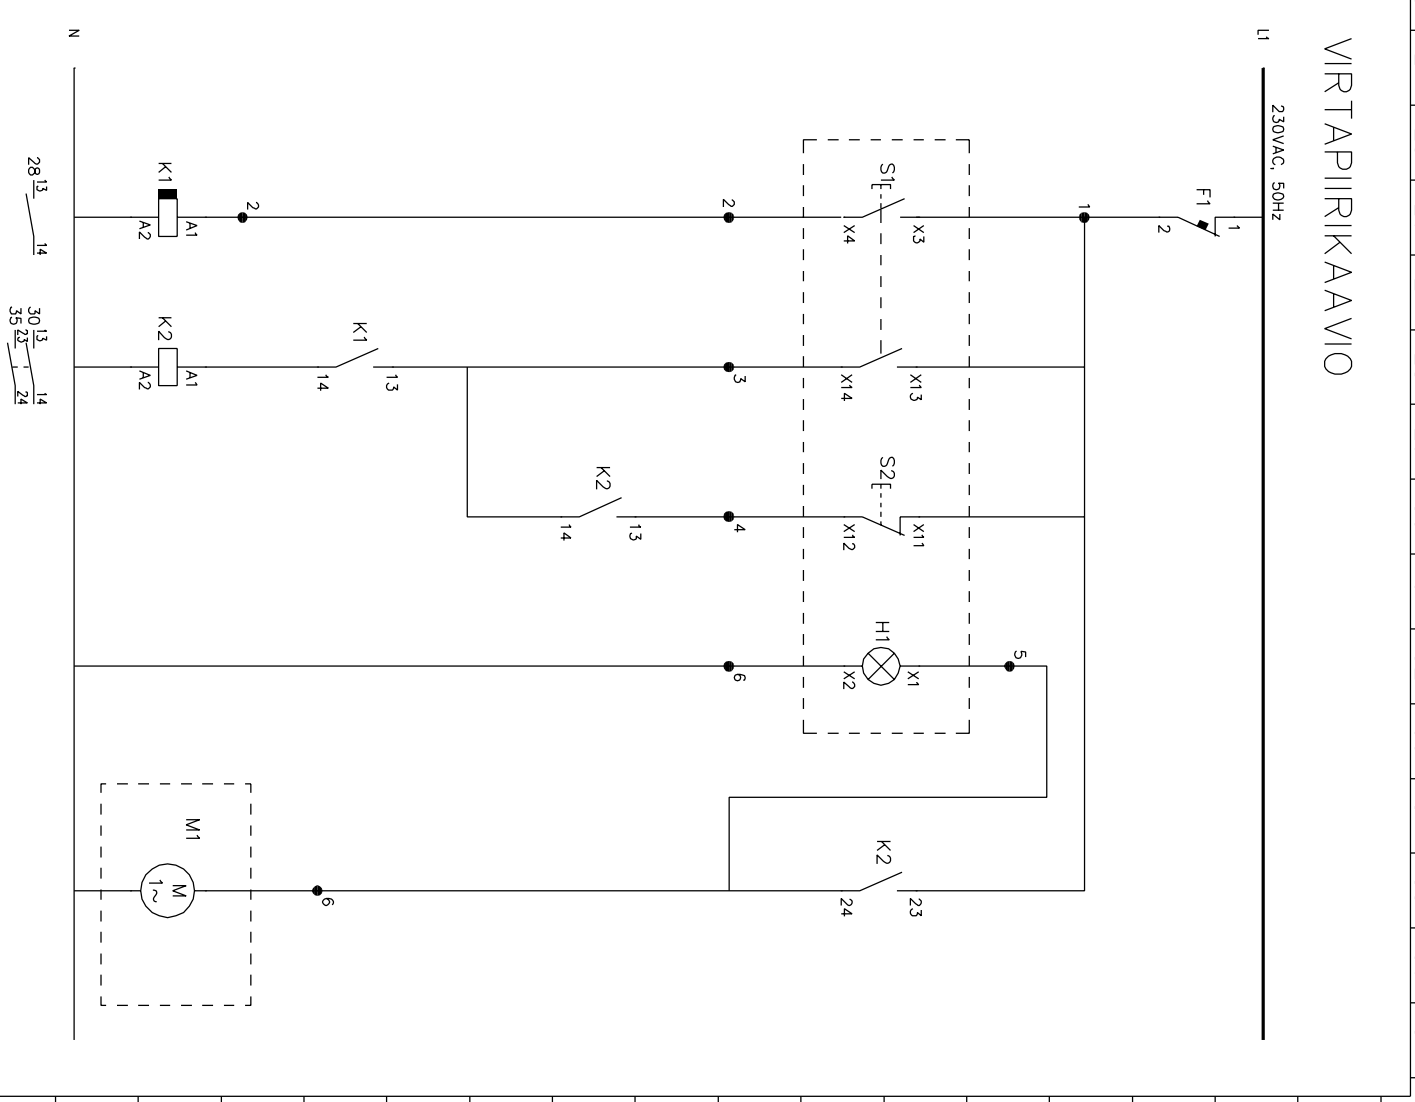 VIRTAPIIRIKAAVIO
L1
230VAC, 50Hz
F1
1
2
1
S1
X3
X4
X13
X14
S2
X11
X12
H1
X1
X2
5
2
3
4
6
K2
23
24
K2
13
14
K1
13
14
6
2
K1
A1
A2
K2
A1
A2
M1
M
1~
N
28 13 14
30 13 14
35 23 24